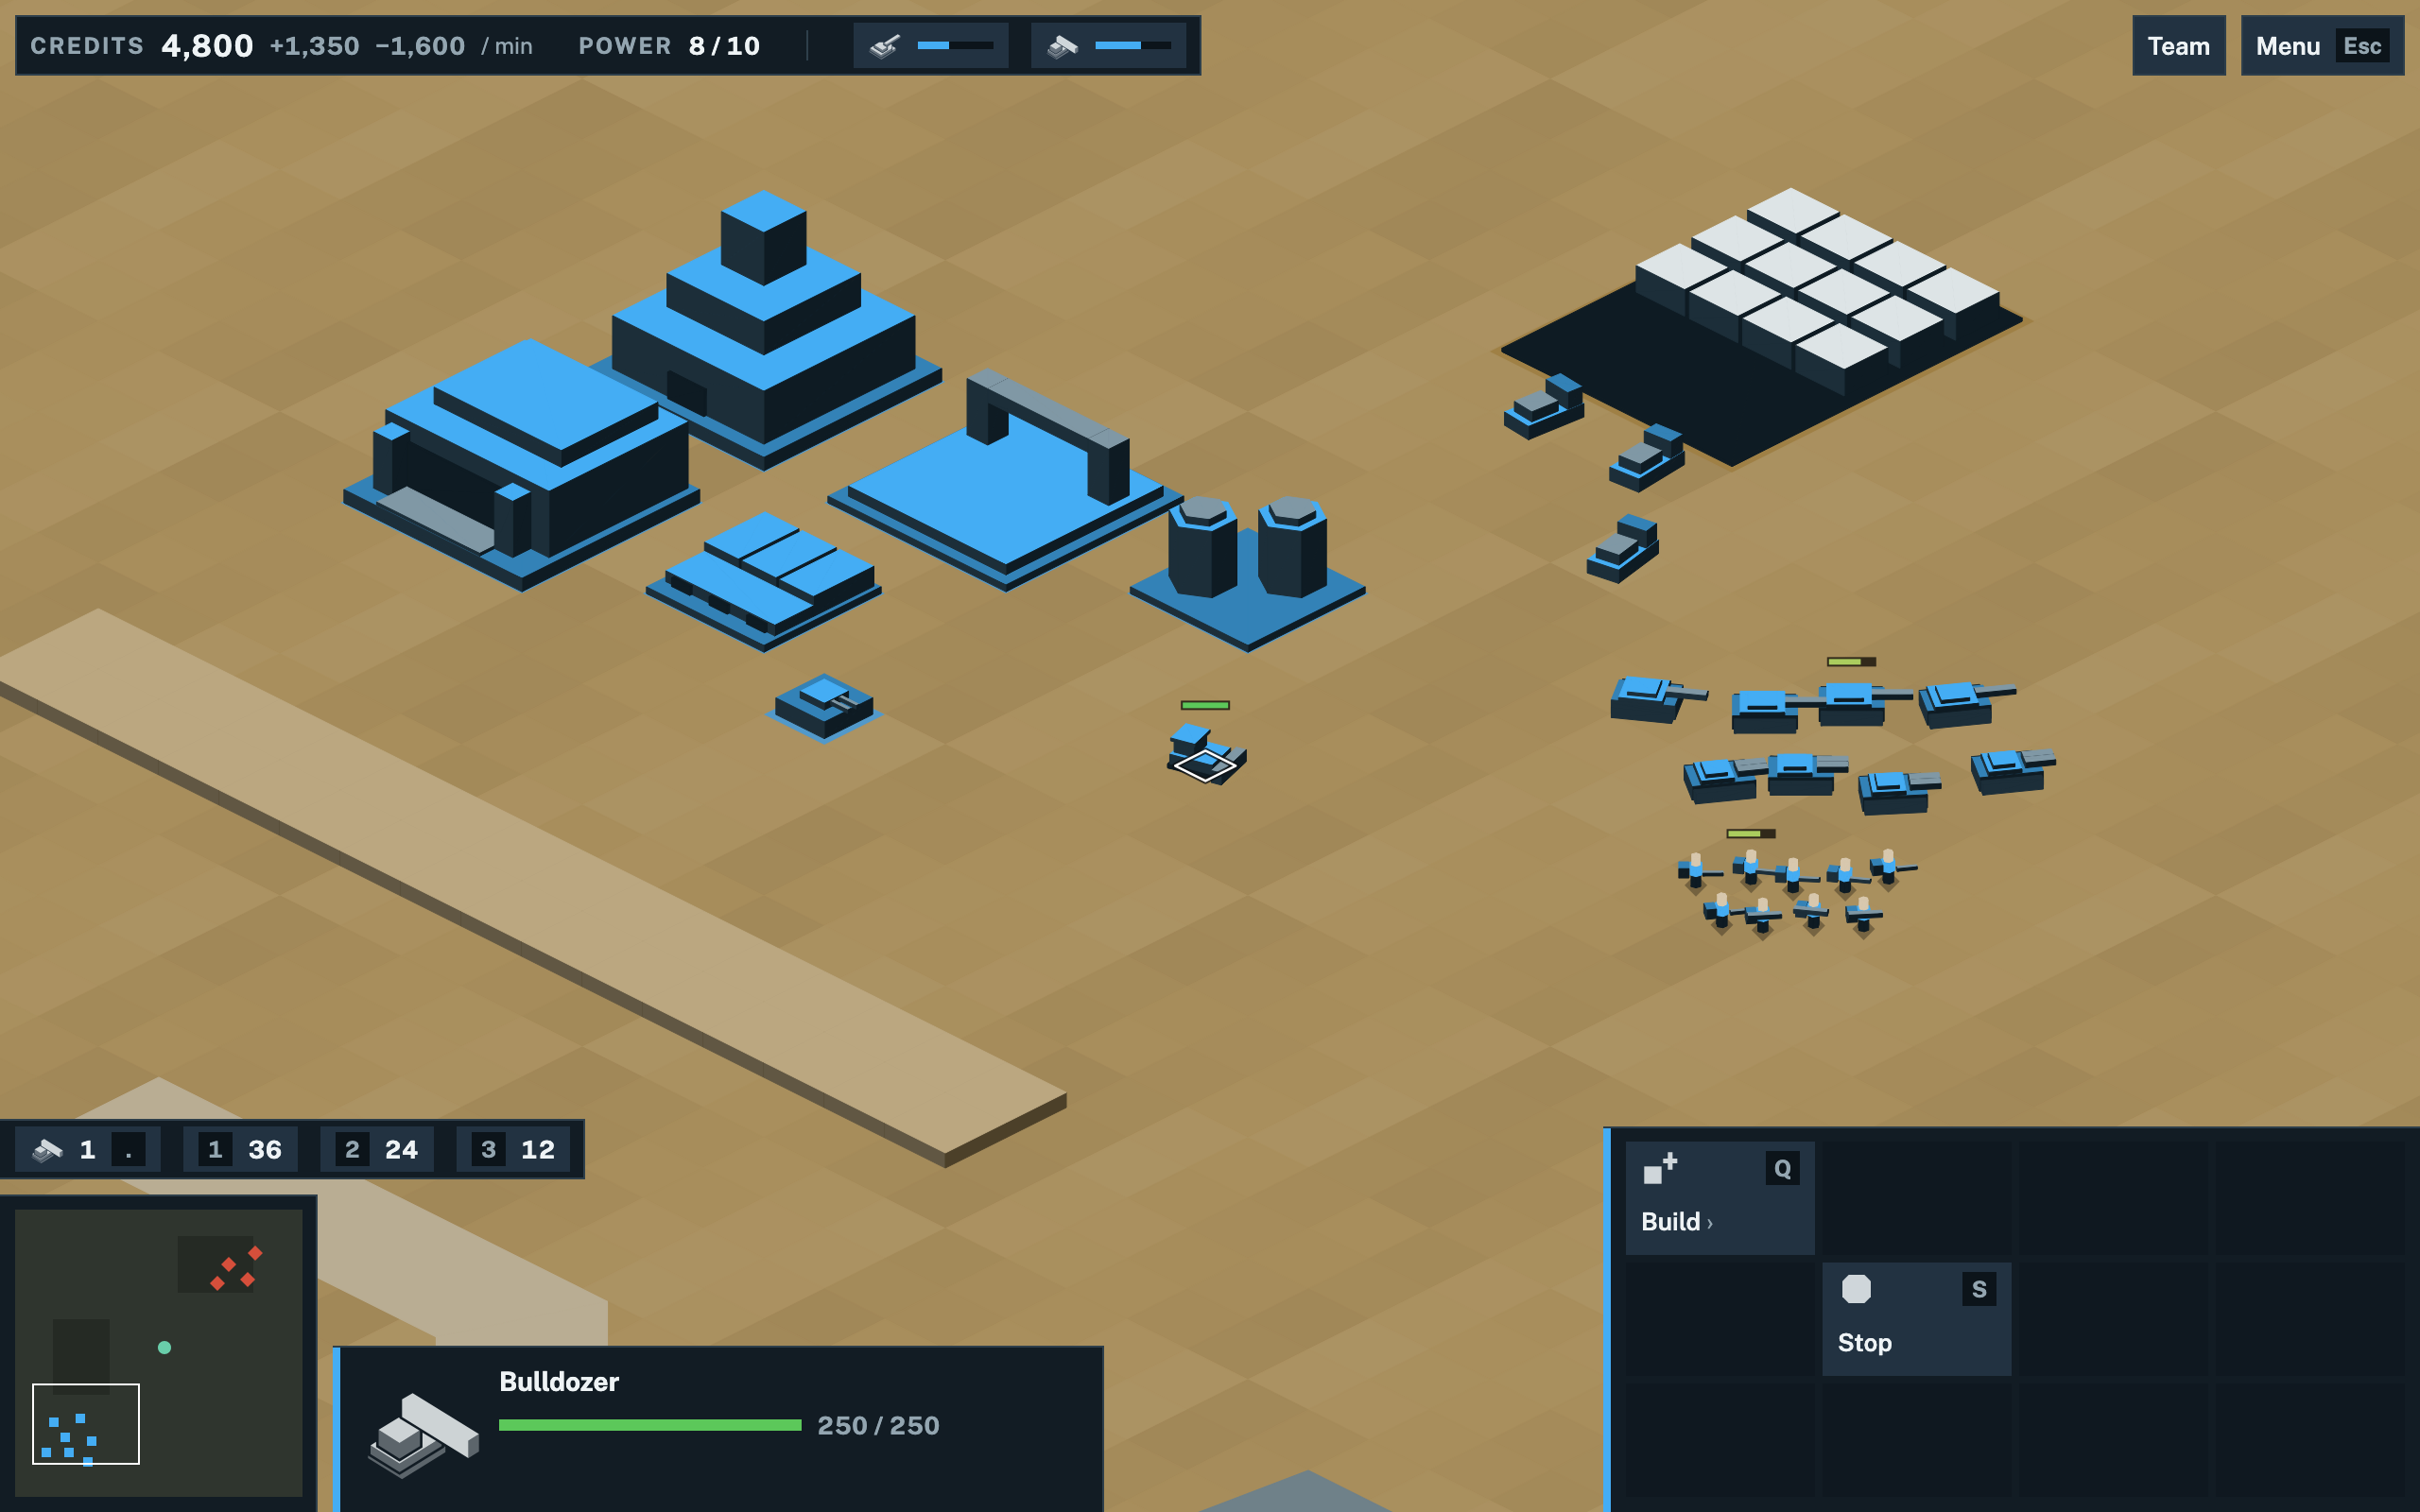 CREDITS 4,800 +1,350 −1,600 / min POWER 8 / 10
Team
Menu Esc
1 .
1 36
2 24
3 12
Bulldozer
250 / 250
Q
Build ›
S
Stop